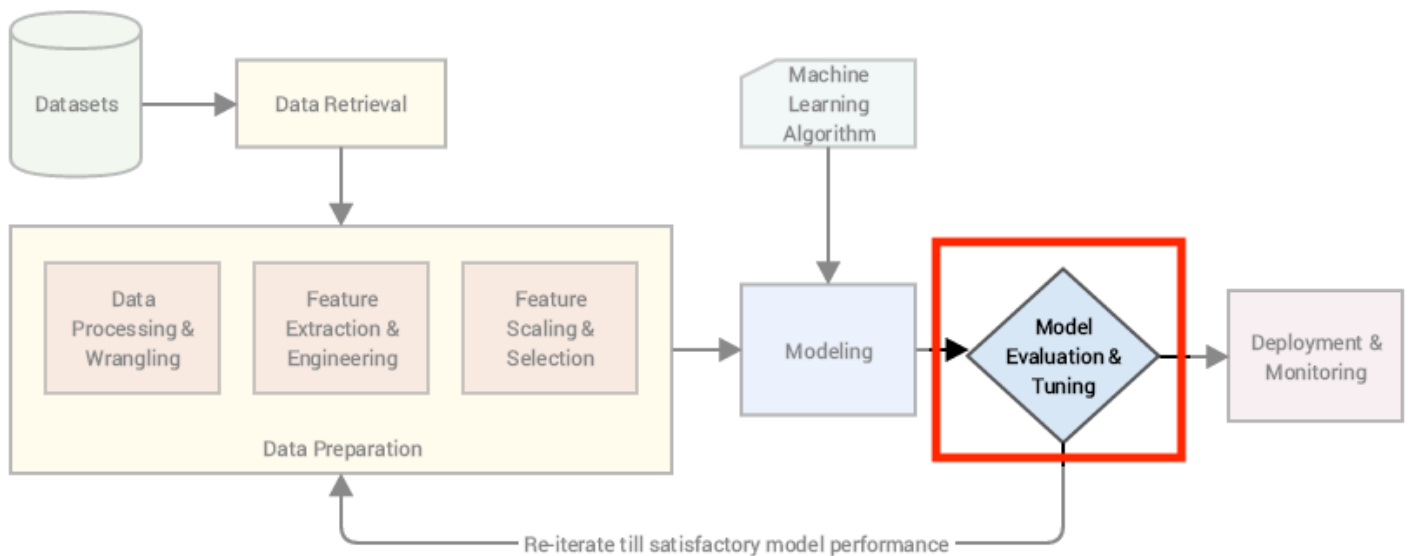 Datasets
Data Retrieval
Machine
Learning
Algorithm
Data
Processing &
Wrangling
Feature
Extraction &
Engineering
Feature
Scaling &
Selection
Data Preparation
Modeling
Model
Evaluation &
Tuning
Deployment &
Monitoring
Re-iterate till satisfactory model performance